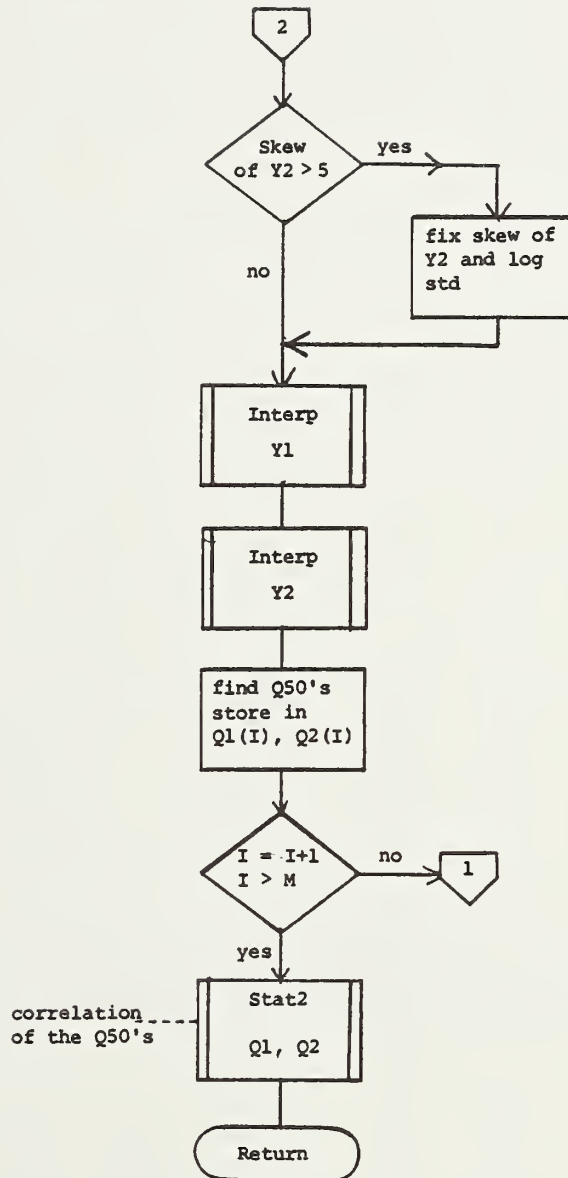 2
Skew
of Y2 > 5
yes
fix skew of
Y2 and log
std
no
Interp
Y1
Interp
Y2
find Q50's
store in
Q1(I), Q2(I)
I = I+1
I > M
no
1
yes
Stat2
Q1, Q2
correlation
of the Q50's
Return